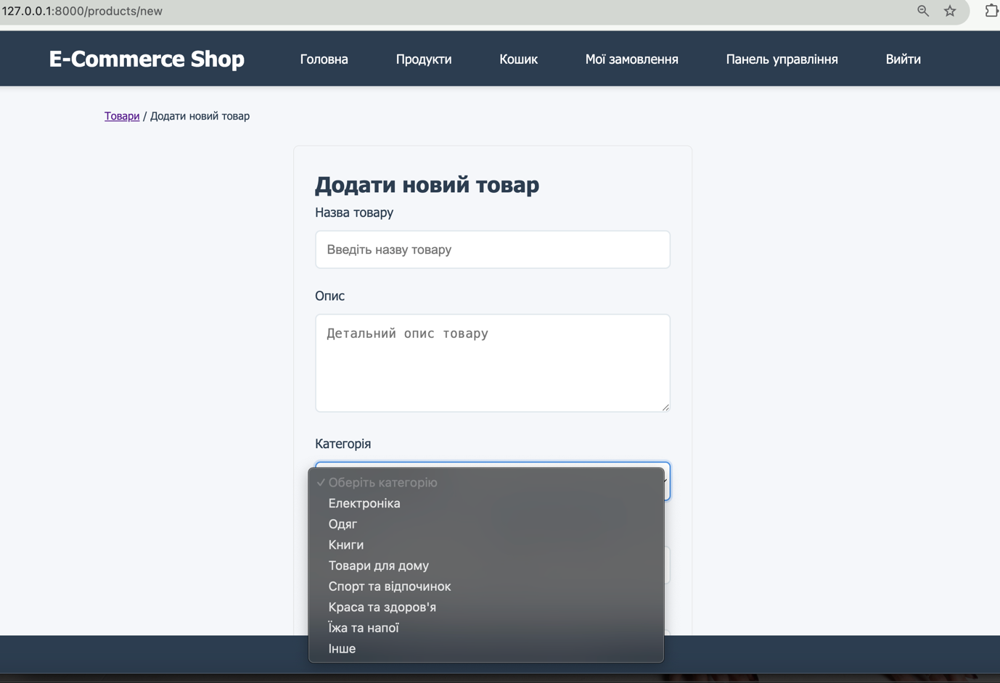 127.0.0.1:8000/products/new
E-Commerce Shop Головна Продукти Кошик Мої замовлення Панель управління Вийти
Товари / Додати новий товар
Додати новий товар
Назва товару
Введіть назву товару
Опис
Детальний опис товару
Категорія
✓ Оберіть категорію
Електроніка
Одяг
Книги
Товари для дому
Спорт та відпочинок
Краса та здоров'я
Їжа та напої
Інше